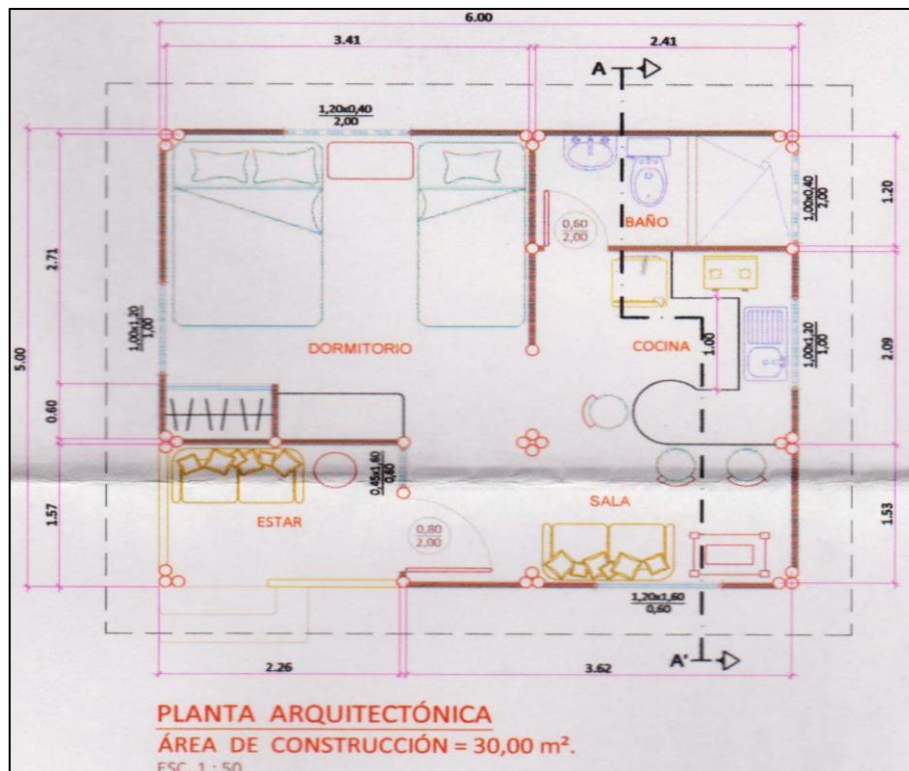 6.00
3.41
2.41
A
1,20x0,40
2,00
BAÑO
0,60
2,00
1,00x0,40
2,00
1.20
2.71
5.00
1,00x1,20
1,00
DORMITORIO
COCINA
1.00
1,00x1,20
1,00
2.09
0.60
0,45x1,60
0,60
1.57
ESTAR
0,80
2,00
SALA
1.53
1,20x1,60
0,60
A'
2.26
3.62
PLANTA ARQUITECTÓNICA
ÁREA DE CONSTRUCCIÓN = 30,00 m².
ESC 1 : 50